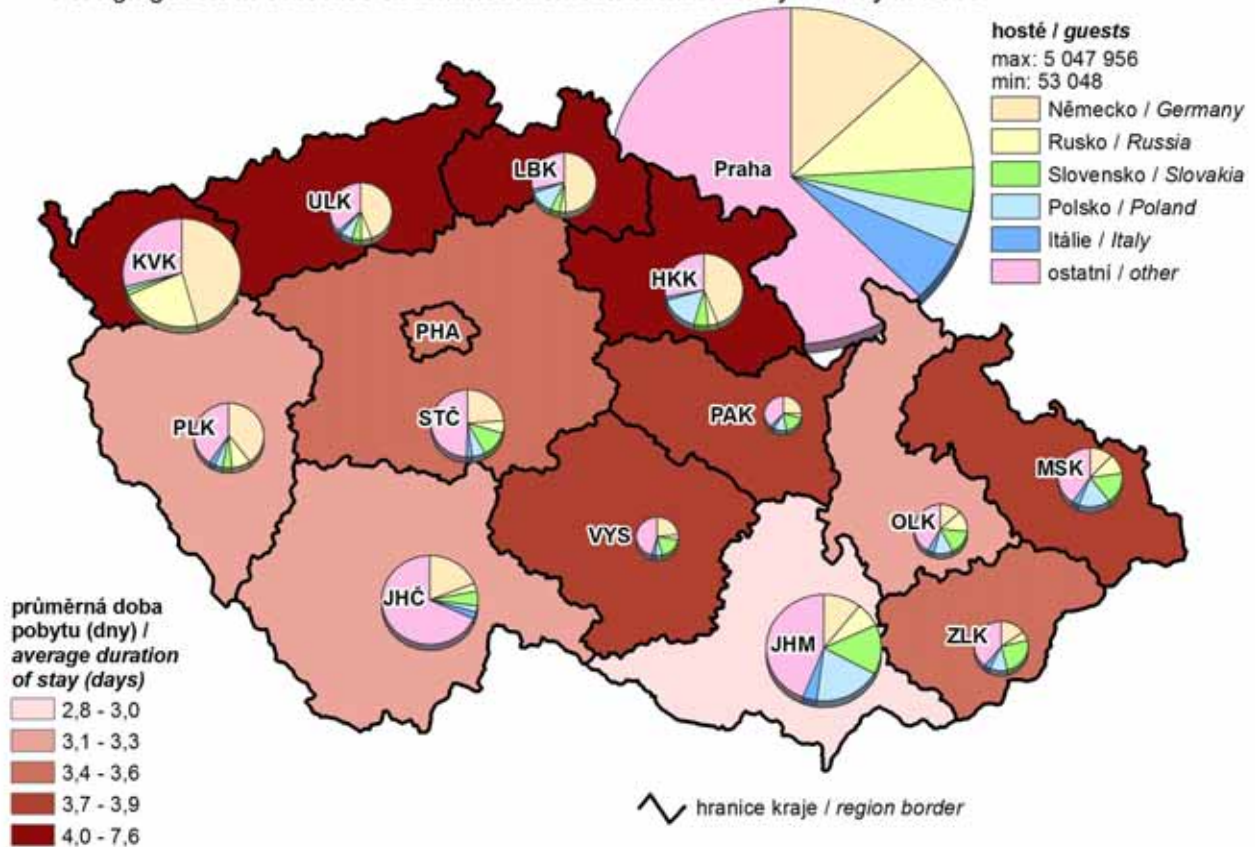 hosté / guests
max: 5 047 956
min: 53 048
Německo / Germany
Rusko / Russia
Slovensko / Slovakia
Polsko / Poland
Itálie / Italy
ostatní / other
Praha
LBK
ULK
KVK
HKK
PHA
PLK
STČ
PAK
MSK
OLK
VYS
JHČ
JHM
ZLK
průměrná doba
pobytu (dny) /
average duration
of stay (days)
2,8 - 3,0
3,1 - 3,3
3,4 - 3,6
3,7 - 3,9
4,0 - 7,6
hranice kraje / region border